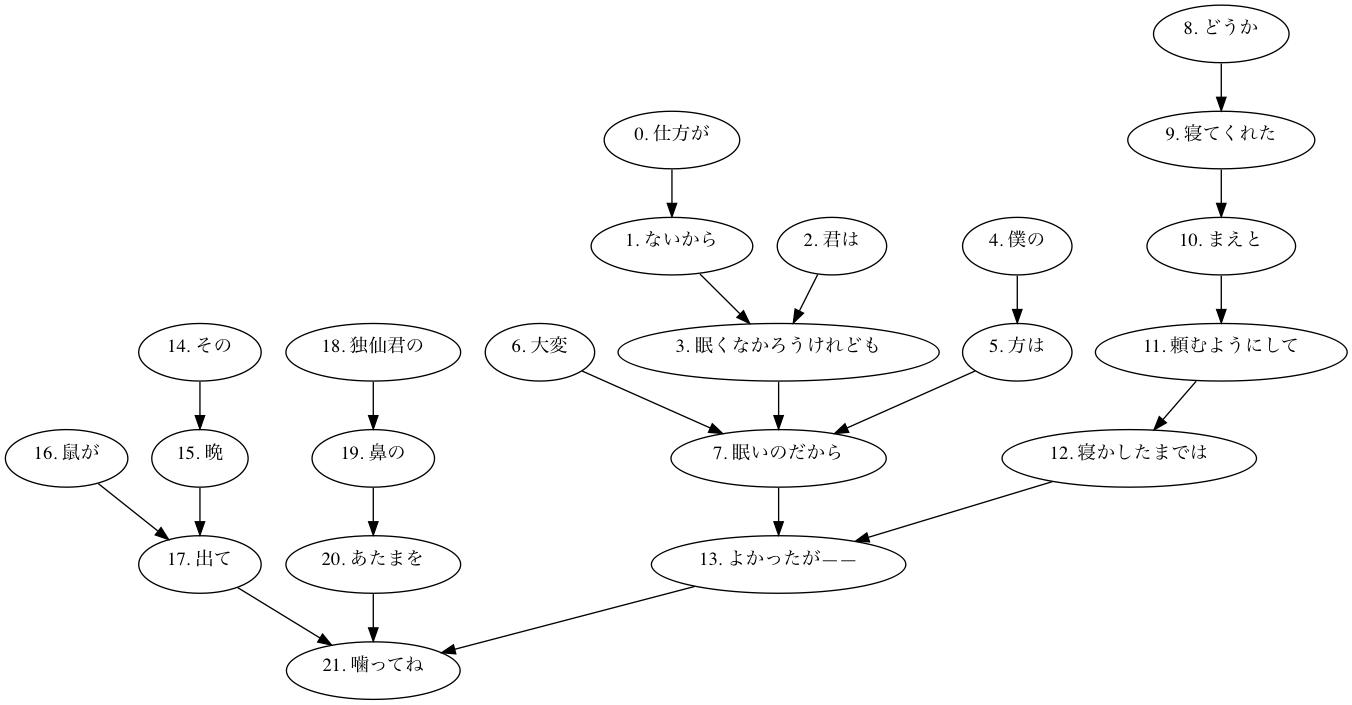 8. どうか
0. 仕方が
9. 寝てくれた
1. ないから
2. 君は
4. 僕の
10. まえと
14. その
18. 独仙君の
6. 大変
3. 眠くなかろうけれども
5. 方は
11. 頼むようにして
16. 鼠が
15. 晩
19. 鼻の
7. 眠いのだから
12. 寝かしたまでは
17. 出て
20. あたまを
13. よかったが――
21. 噛ってね